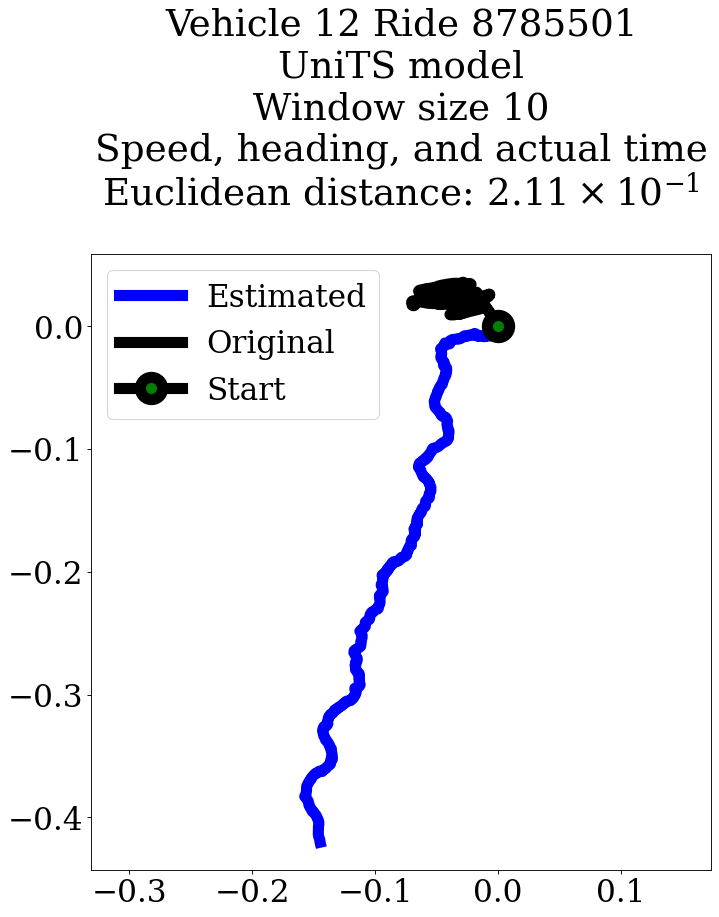 Vehicle 12 Ride 8785501
UniTS model
Window size 10
Speed, heading, and actual time
Euclidean distance: 2.11 × 10⁻¹
Estimated
Original
Start
0.0
−0.1
−0.2
−0.3
−0.4
−0.3 −0.2 −0.1 0.0 0.1